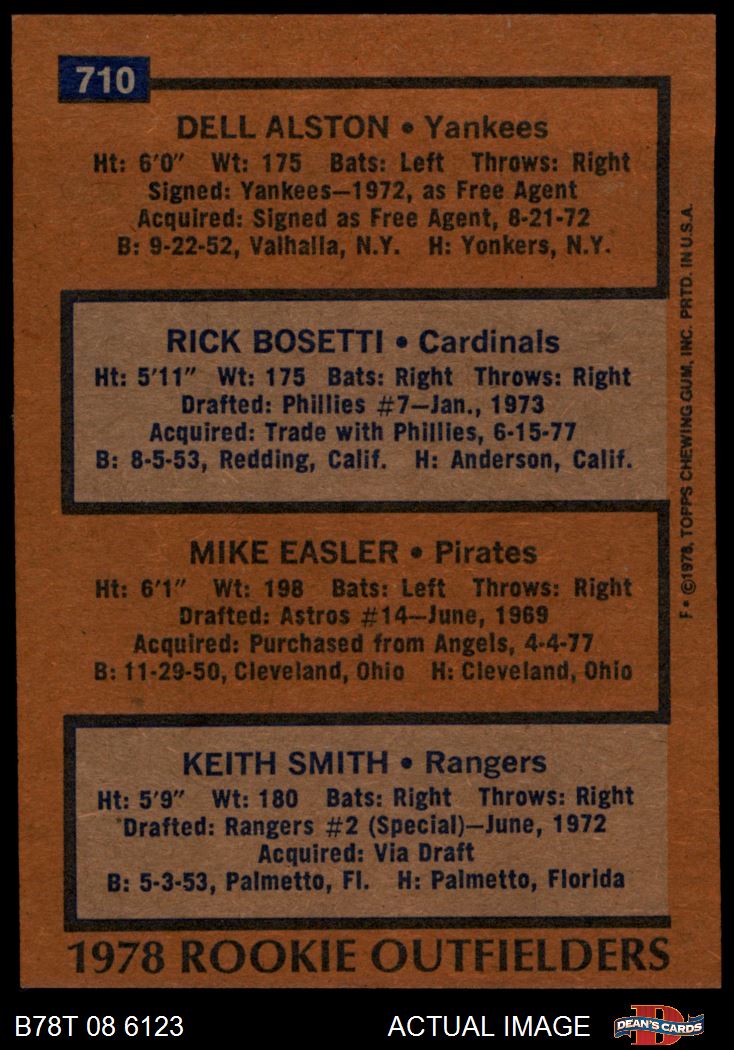 710
DELL ALSTON • Yankees
Ht: 6'0" Wt: 175 Bats: Left Throws: Right
Signed: Yankees—1972, as Free Agent
Acquired: Signed as Free Agent, 8-21-72
B: 9-22-52, Valhalla, N.Y. H: Yonkers, N.Y.
RICK BOSETTI • Cardinals
Ht: 5'11" Wt: 175 Bats: Right Throws: Right
Drafted: Phillies #7—Jan., 1973
Acquired: Trade with Phillies, 6-15-77
B: 8-5-53, Redding, Calif. H: Anderson, Calif.
MIKE EASLER • Pirates
Ht: 6'1" Wt: 198 Bats: Left Throws: Right
Drafted: Astros #14—June, 1969
Acquired: Purchased from Angels, 4-4-77
B: 11-29-50, Cleveland, Ohio H: Cleveland, Ohio
KEITH SMITH • Rangers
Ht: 5'9" Wt: 180 Bats: Right Throws: Right
Drafted: Rangers #2 (Special)—June, 1972
Acquired: Via Draft
B: 5-3-53, Palmetto, Fl. H: Palmetto, Florida
1978 ROOKIE OUTFIELDERS
F • ©1978, TOPPS CHEWING GUM, INC. PRTD. IN U.S.A.
B78T 08 6123 ACTUAL IMAGE
D
DEAN'S CARDS